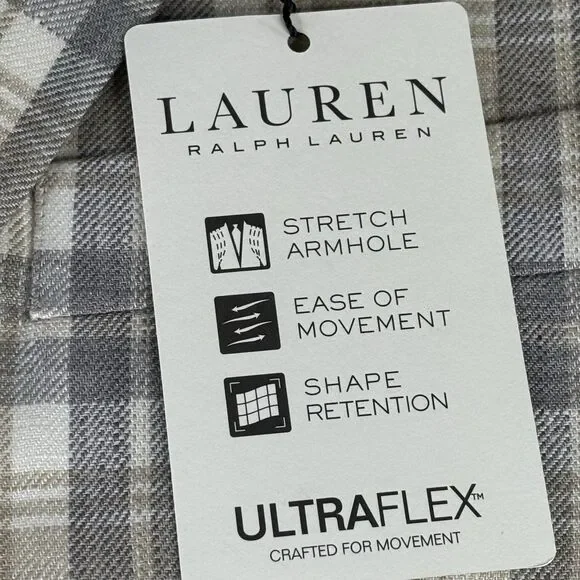 LAUREN
RALPH LAUREN
STRETCH
ARMHOLE
EASE OF
MOVEMENT
SHAPE
RETENTION
ULTRAFLEX™
CRAFTED FOR MOVEMENT